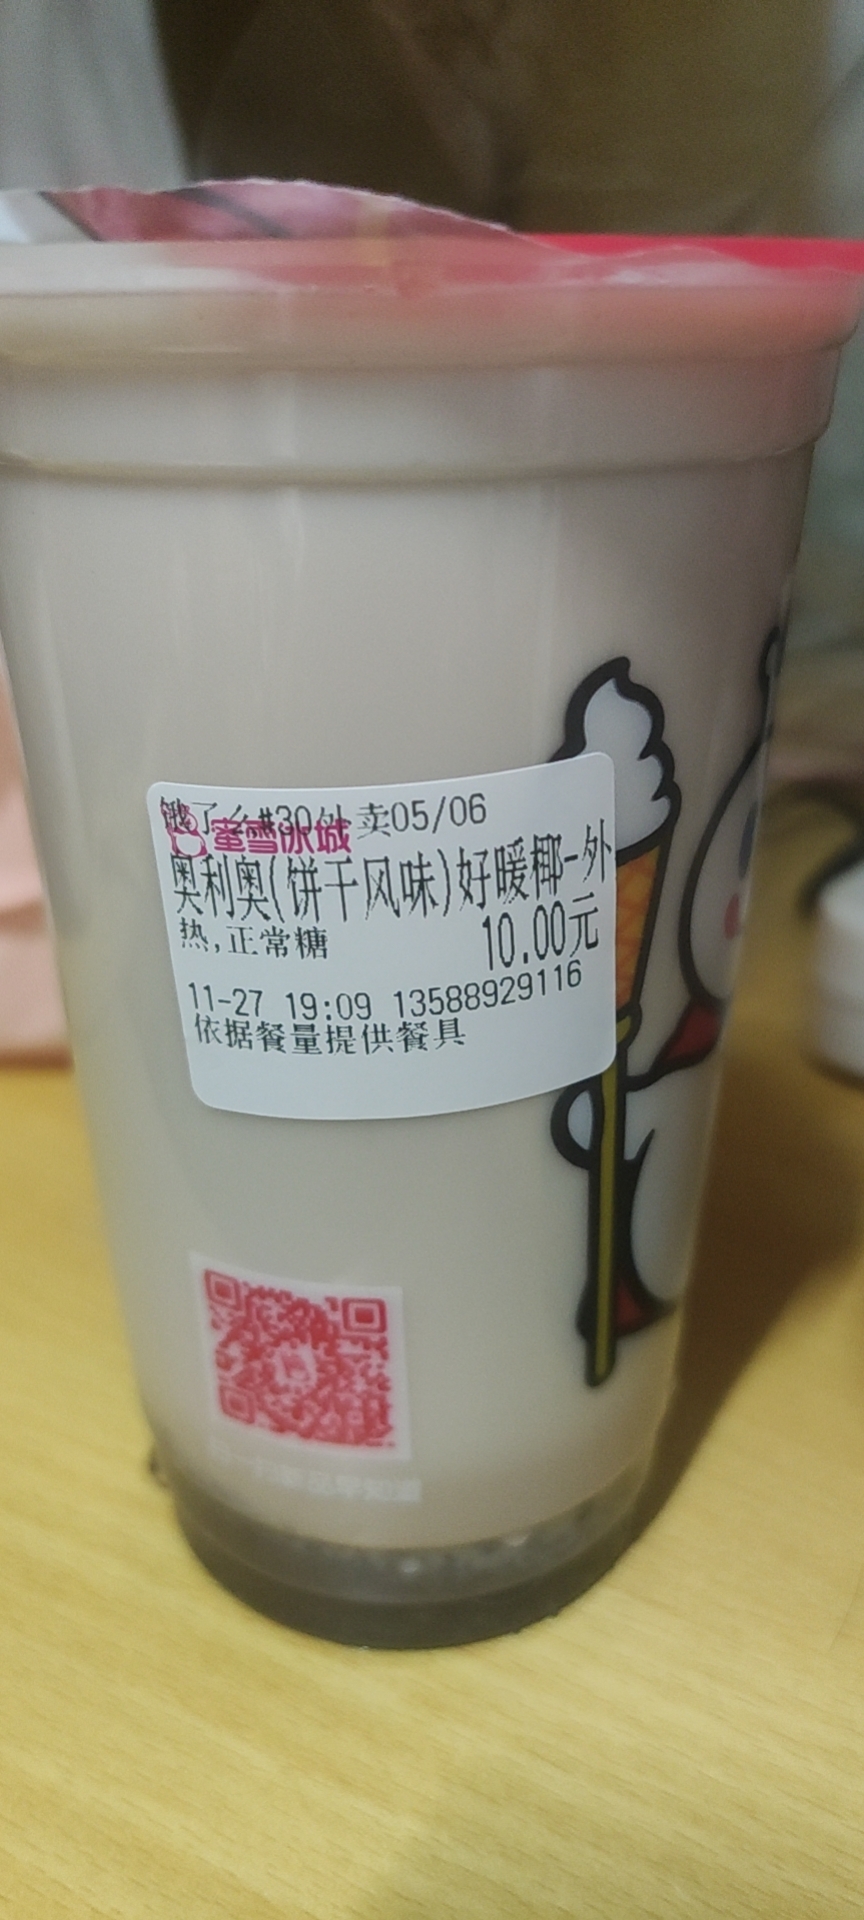 饿了么#30外卖05/06
蜜雪冰城
奥利奥(饼干风味)好暖椰-外
热,正常糖 10.00元
11-27 19:09 13588929116
依据餐量提供餐具